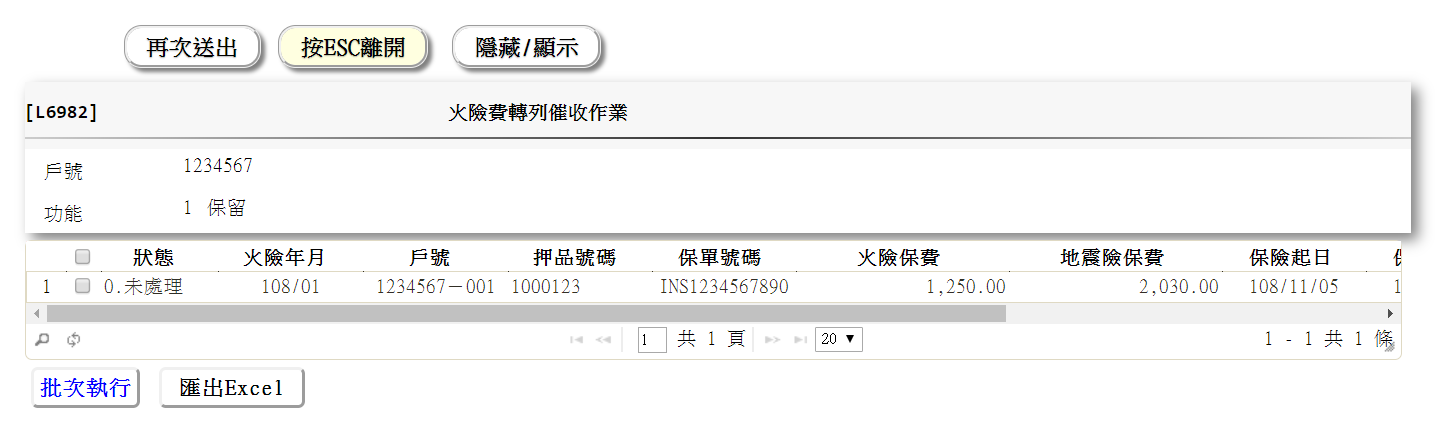 再次送出 按ESC離開 隱藏/顯示
[L6982] 火險費轉列催收作業
戶號 1234567
功能 1 保留
狀態 火險年月 戶號 押品號碼 保單號碼 火險保費 地震險保費 保險起日
1 0.未處理 108/01 1234567-001 1000123 INS1234567890 1,250.00 2,030.00 108/11/05 1
1 共 1 頁 20 1 - 1 共 1 條
批次執行 匯出Excel